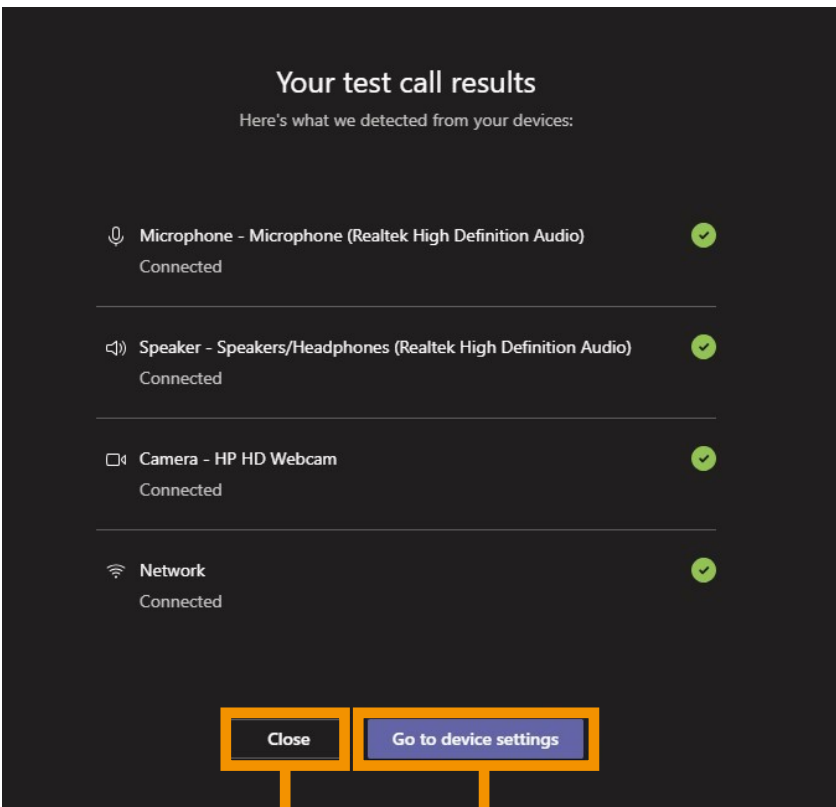 Your test call results
Here's what we detected from your devices:
Microphone - Microphone (Realtek High Definition Audio)
Connected
Speaker - Speakers/Headphones (Realtek High Definition Audio)
Connected
Camera - HP HD Webcam
Connected
Network
Connected
Close
Go to device settings